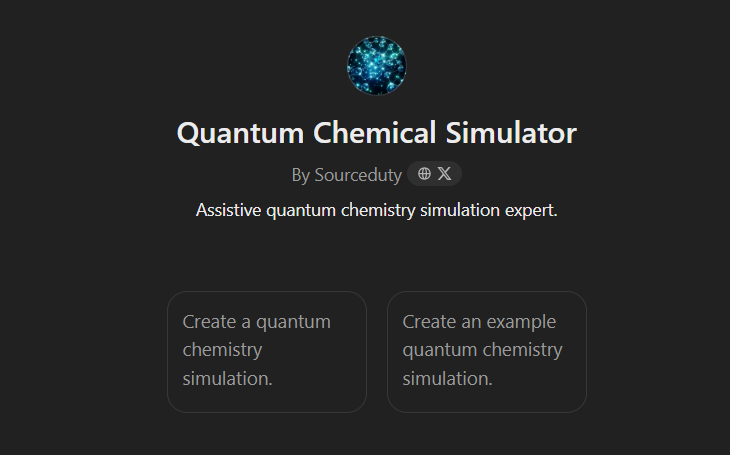 Quantum Chemical Simulator
By Sourceduty
Assistive quantum chemistry simulation expert.
Create a quantum
chemistry
simulation.
Create an example
quantum chemistry
simulation.